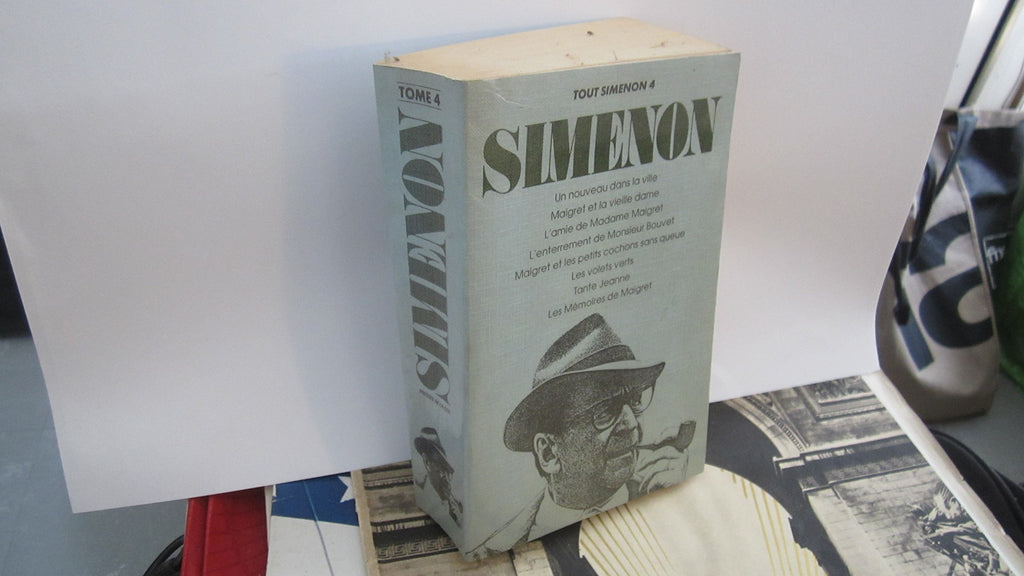 TOME 4
SIMENON
TOUT SIMENON 4
SIMENON
Un nouveau dans la ville
Maigret et la vieille dame
L'amie de Madame Maigret
L'enterrement de Monsieur Bouvet
Maigret et les petits cochons sans queue
Les volets verts
Tante Jeanne
Les Mémoires de Maigret